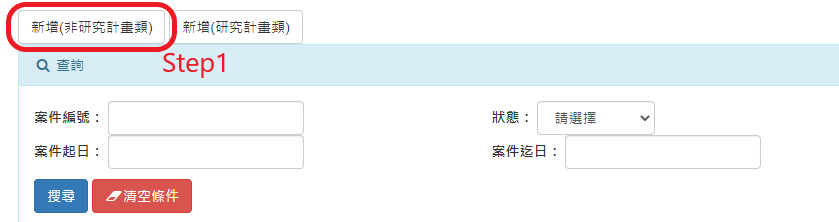 新增(非研究計畫類) 新增(研究計畫類)
Step1
查詢
案件編號： 狀態： 請選擇
案件起日： 案件迄日：
搜尋 清空條件